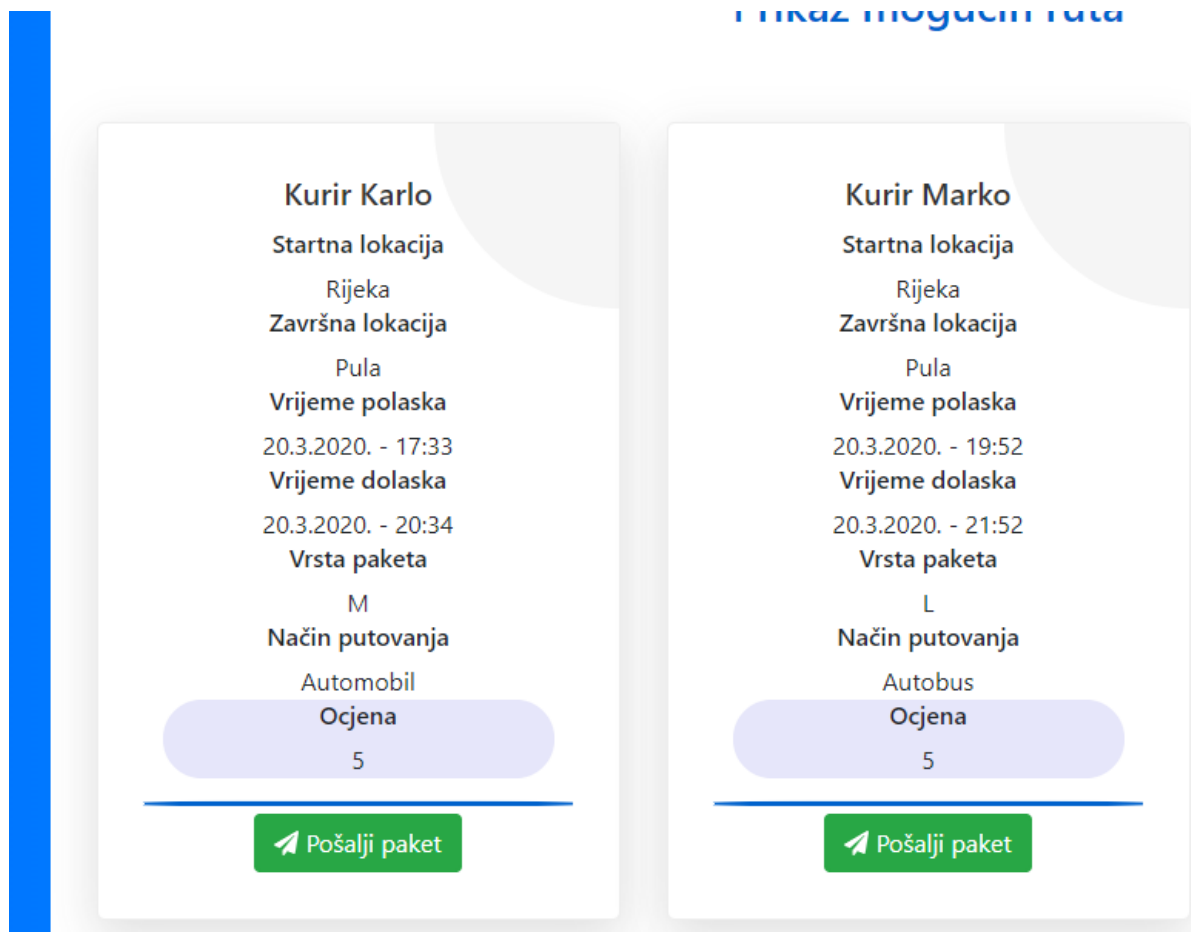 Prikaz mogućih ruta
Kurir Karlo
Startna lokacija
Rijeka
Završna lokacija
Pula
Vrijeme polaska
20.3.2020. - 17:33
Vrijeme dolaska
20.3.2020. - 20:34
Vrsta paketa
M
Način putovanja
Automobil
Ocjena
5
Pošalji paket
Kurir Marko
Startna lokacija
Rijeka
Završna lokacija
Pula
Vrijeme polaska
20.3.2020. - 19:52
Vrijeme dolaska
20.3.2020. - 21:52
Vrsta paketa
L
Način putovanja
Autobus
Ocjena
5
Pošalji paket